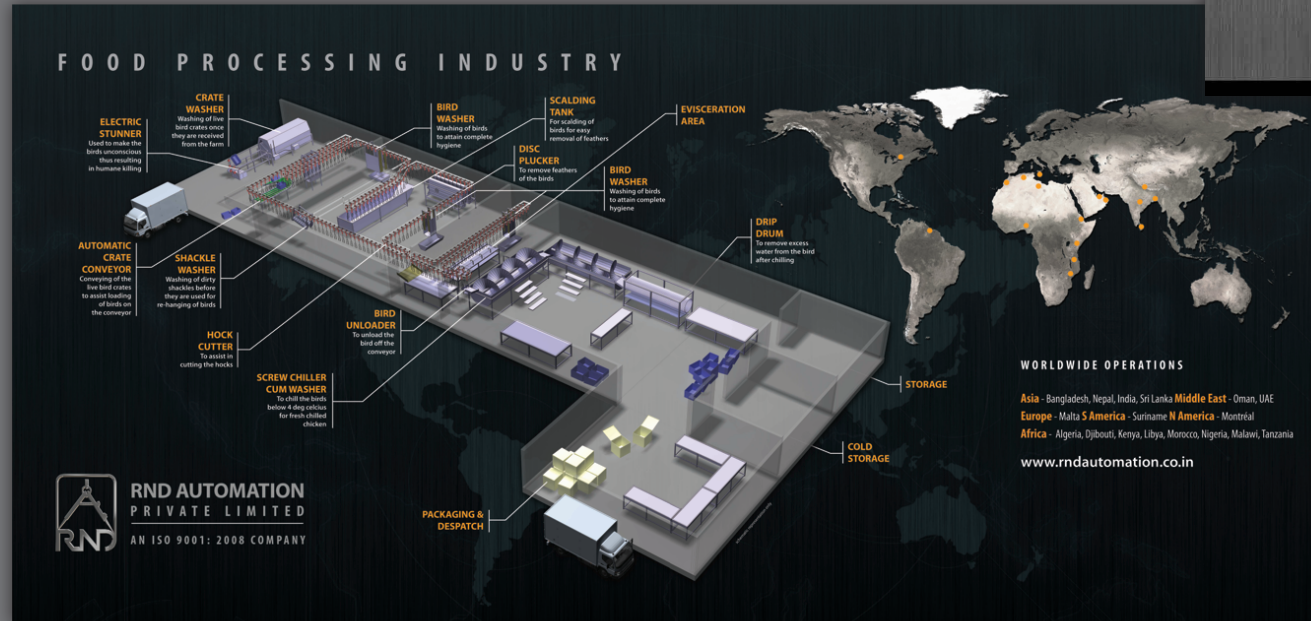 FOOD PROCESSING INDUSTRY
CRATE
WASHER
Washing of live
bird crates once
they are received
from the farm
ELECTRIC
STUNNER
Used to make the
birds unconscious
thus resulting
in humane killing
BIRD
WASHER
Washing of birds
to attain complete
hygiene
SCALDING
TANK
For scalding of
birds for easy
removal of feathers
EVISCERATION
AREA
DISC
PLUCKER
To remove feathers
of the birds
BIRD
WASHER
Washing of birds
to attain complete
hygiene
DRIP
DRUM
To remove excess
water from the bird
after chilling
AUTOMATIC
CRATE
CONVEYOR
Conveying of the
live bird crates
to assist loading
of birds on
the conveyor
SHACKLE
WASHER
Washing of dirty
shackles before
they are used for
re-hanging of birds
HOCK
CUTTER
To assist in
cutting the hocks
BIRD
UNLOADER
To unload the
bird off the
conveyor
SCREW CHILLER
CUM WASHER
To chill the birds
below 4 deg celcius
for fresh chilled
chicken
STORAGE
COLD
STORAGE
PACKAGING &
DESPATCH
RND
RND AUTOMATION
PRIVATE LIMITED
AN ISO 9001: 2008 COMPANY
WORLDWIDE OPERATIONS
Asia - Bangladesh, Nepal, India, Sri Lanka Middle East - Oman, UAE
Europe - Malta S America - Suriname N America - Montréal
Africa - Algeria, Djibouti, Kenya, Libya, Morocco, Nigeria, Malawi, Tanzania
www.rndautomation.co.in